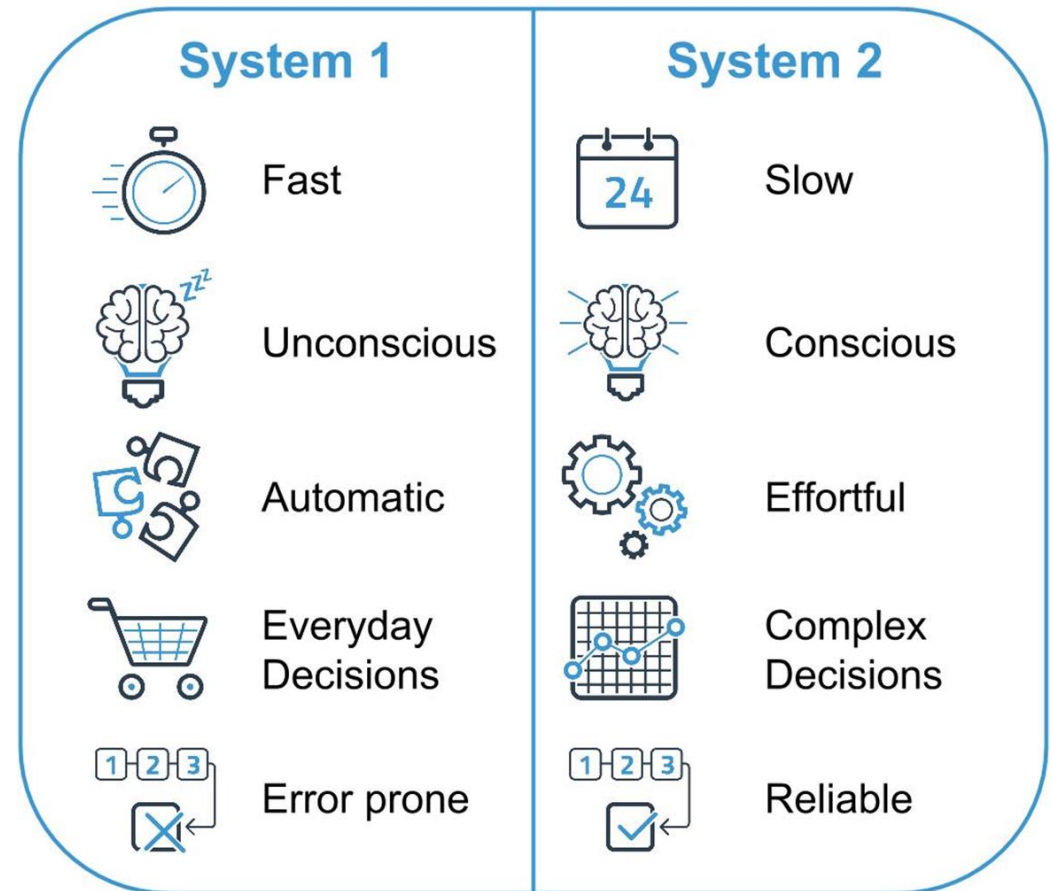 System 1
Fast
zzz
Unconscious
Automatic
Everyday
Decisions
1 2 3
Error prone
System 2
24
Slow
Conscious
Effortful
Complex
Decisions
1 2 3
Reliable